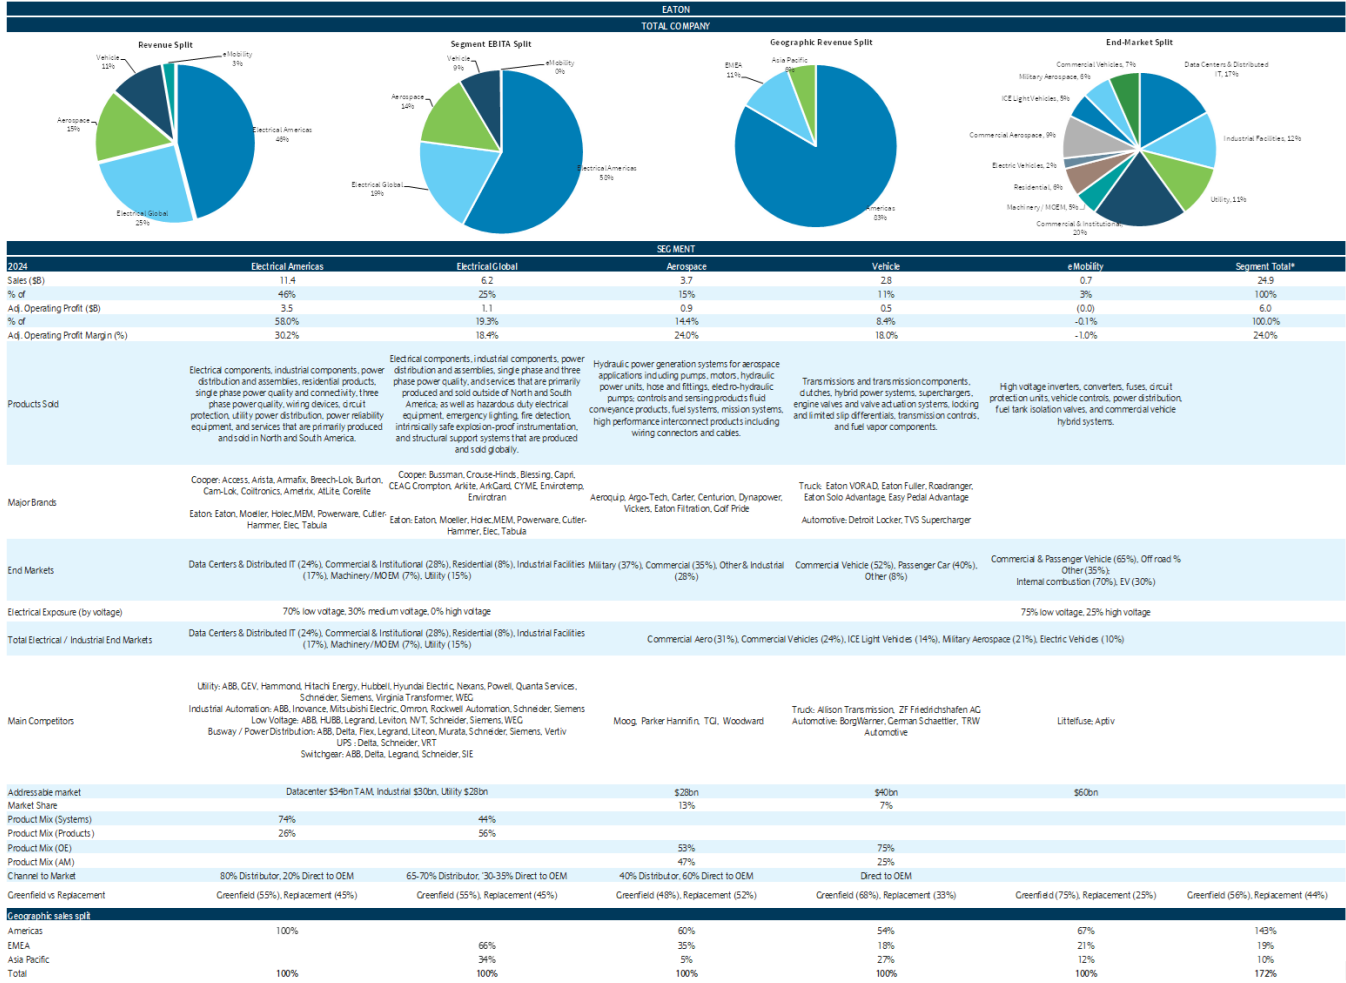 EATON
TOTAL COMPANY
Revenue Split
Vehicle
11%
eMobility
3%
Aerospace
15%
Electrical Americas
46%
Electrical Global
25%
Segment EBITA Split
Vehicle
9%
eMobility
0%
Aerospace
14%
Electrical Global
19%
Electrical Americas
58%
Geographic Revenue Split
EMEA
11%
Asia Pacific
Americas
83%
End-Market Split
Commercial Vehicles, 7%
Data Centers & Distributed
IT, 17%
Military Aerospace, 6%
ICE Light Vehicles, 5%
Commercial Aerospace, 9%
Industrial Facilities, 12%
Electric Vehicles, 2%
Residential, 6%
Machinery / MOEM, 5%
Utility, 11%
Commercial & Institutional,
20%
SEGMENT
2024 Electrical Americas Electrical Global Aerospace Vehicle eMobility Segment Total*
Sales ($B) 11.4 6.2 3.7 2.8 0.7 24.9
% of 46% 25% 15% 11% 3% 100%
Adj. Operating Profit ($B) 3.5 1.1 0.9 0.5 (0.0) 6.0
% of 58.0% 19.3% 14.4% 8.4% -0.1% 100.0%
Adj. Operating Profit Margin (%) 30.2% 18.4% 24.0% 18.0% -1.0% 24.0%
Products Sold
Electrical components, industrial components, power
distribution and assemblies, residential products,
single phase power quality and connectivity, three
phase power quality, wiring devices, circuit
protection, utility power distribution, power reliability
equipment, and services that are primarily produced
and sold in North and South America.
Electrical components, industrial components, power
distribution and assemblies, single phase and three
phase power quality, and services that are primarily
produced and sold outside of North and South
America; as well as hazardous duty electrical
equipment, emergency lighting, fire detection,
intrinsically safe explosion-proof instrumentation,
and structural support systems that are produced
and sold globally.
Hydraulic power generation systems for aerospace
applications including pumps, motors, hydraulic
power units, hose and fittings, electro-hydraulic
pumps; controls and sensing products fluid
conveyance products, fuel systems, mission systems,
high performance interconnect products including
wiring connectors and cables.
Transmissions and transmission components,
clutches, hybrid power systems, superchargers,
engine valves and valve actuation systems, locking
and limited slip differentials, transmission controls,
and fuel vapor components.
High voltage inverters, converters, fuses, circuit
protection units, vehicle controls, power distribution,
fuel tank isolation valves, and commercial vehicle
hybrid systems.
Major Brands
Cooper: Access, Arista, Armafix, Breech-Lok, Burton,
Cam-Lok, Coiltronics, Ametrix, AtLite, Corelite
Eaton: Eaton, Moeller, Holec,MEM, Powerware, Cutler-
Hammer, Elec, Tabula
Cooper: Bussman, Crouse-Hinds, Blessing, Capri,
CEAG Crompton, Arkite, ArkGard, CYME, Envirotemp,
Envirotran
Eaton: Eaton, Moeller, Holec,MEM, Powerware, Cutler-
Hammer, Elec, Tabula
Aeroquip, Argo-Tech, Carter, Centurion, Dynapower,
Vickers, Eaton Filtration, Golf Pride
Truck: Eaton VORAD, Eaton Fuller, Roadranger,
Eaton Solo Advantage, Easy Pedal Advantage
Automotive: Detroit Locker, TVS Supercharger
End Markets
Data Centers & Distributed IT (24%), Commercial & Institutional (28%), Residential (8%), Industrial Facilities
(17%), Machinery/MOEM (7%), Utility (15%)
Military (37%), Commercial (35%), Other & Industrial
(28%)
Commercial Vehicle (52%), Passenger Car (40%),
Other (8%)
Commercial & Passenger Vehicle (65%), Off road %
Other (35%);
Internal combustion (70%), EV (30%)
Electrical Exposure (by voltage) 70% low voltage, 30% medium voltage, 0% high voltage 75% low voltage, 25% high voltage
Total Electrical / Industrial End Markets
Data Centers & Distributed IT (24%), Commercial & Institutional (28%), Residential (8%), Industrial Facilities
(17%), Machinery/MOEM (7%), Utility (15%)
Commercial Aero (31%), Commercial Vehicles (24%), ICE Light Vehicles (14%), Military Aerospace (21%), Electric Vehicles (10%)
Main Competitors
Utility: ABB, GEV, Hammond, Hitachi Energy, Hubbell, Hyundai Electric, Nexans, Powell, Quanta Services,
Schneider, Siemens, Virginia Transformer, WEG
Industrial Automation: ABB, Inovance, Mitsubishi Electric, Omron, Rockwell Automation, Schneider, Siemens
Low Voltage: ABB, HUBB, Legrand, Leviton, NVT, Schneider, Siemens, WEG
Busway / Power Distribution: ABB, Delta, Flex, Legrand, Liteon, Murata, Schneider, Siemens, Vertiv
UPS : Delta, Schneider, VRT
Switchgear: ABB, Delta, Legrand, Schneider, SIE
Moog, Parker Hannifin, TGI, Woodward
Truck: Allison Transmission, ZF Friedrichshafen AG
Automotive: BorgWarner, German Schaettler, TRW
Automotive
Littelfuse; Aptiv
Addressable market Datacenter $34bn TAM, Industrial $30bn, Utility $28bn $28bn $40bn $60bn
Market Share 13% 7%
Product Mix (Systems) 74% 44%
Product Mix (Products) 26% 56%
Product Mix (OE) 53% 75%
Product Mix (AM) 47% 25%
Channel to Market 80% Distributor, 20% Direct to OEM 65-70% Distributor, '30-35% Direct to OEM 40% Distributor, 60% Direct to OEM Direct to OEM
Greenfield vs Replacement Greenfield (55%), Replacement (45%) Greenfield (55%), Replacement (45%) Greenfield (48%), Replacement (52%) Greenfield (68%), Replacement (33%) Greenfield (75%), Replacement (25%) Greenfield (56%), Replacement (44%)
Geographic sales split
Americas 100% 60% 54% 67% 143%
EMEA 66% 35% 18% 21% 19%
Asia Pacific 34% 5% 27% 12% 10%
Total 100% 100% 100% 100% 100% 172%